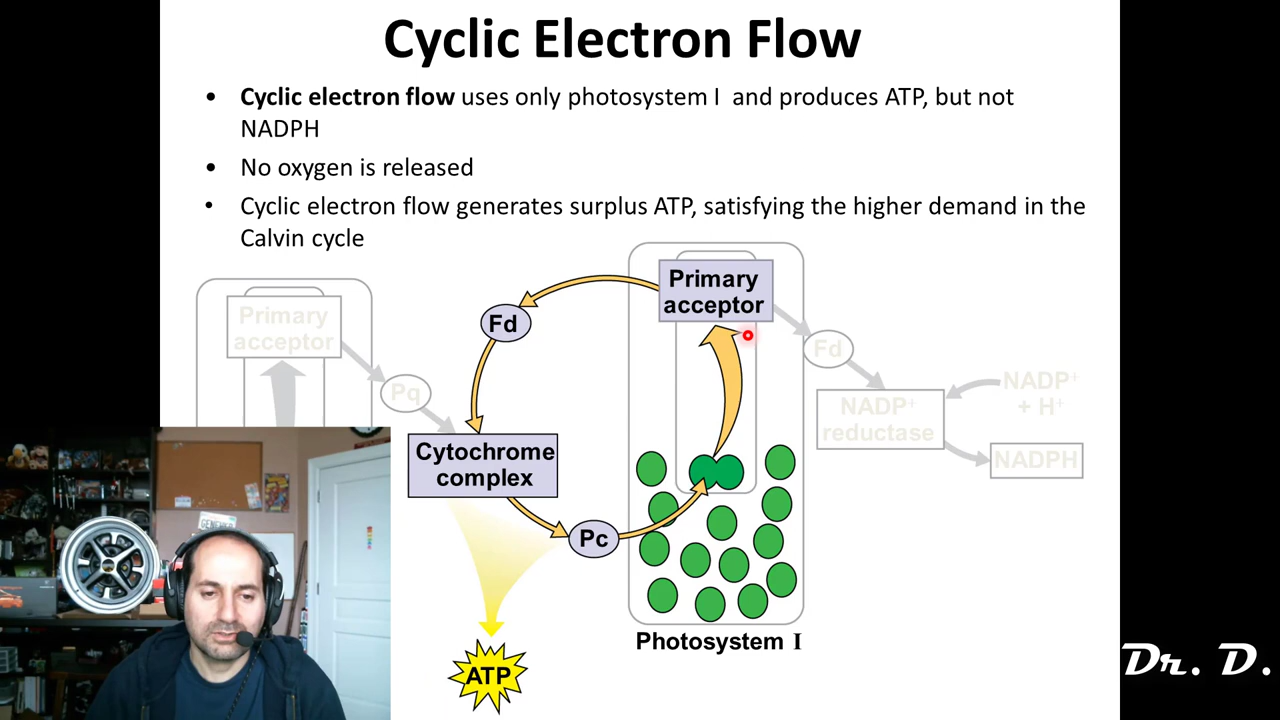 Cyclic Electron Flow
• Cyclic electron flow uses only photosystem I and produces ATP, but not
NADPH
• No oxygen is released
• Cyclic electron flow generates surplus ATP, satisfying the higher demand in the
Calvin cycle
Primary
acceptor
Pq
Fd
Cytochrome
complex
Pc
ATP
Primary
acceptor
Photosystem I
Fd
NADP+
reductase
NADP+
+ H+
NADPH
Dr. D.